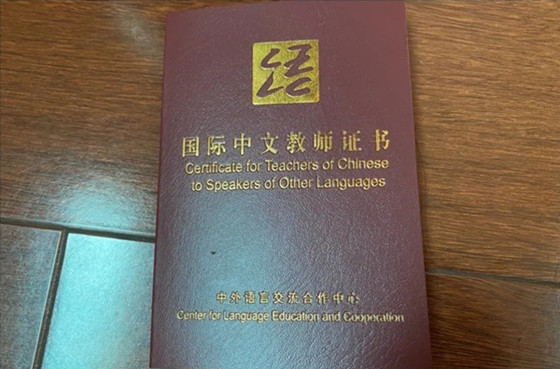 国际中文教师证书
Certificate for Teachers of Chinese
to Speakers of Other Languages
中外语言交流合作中心
Center for Language Education and Cooperation